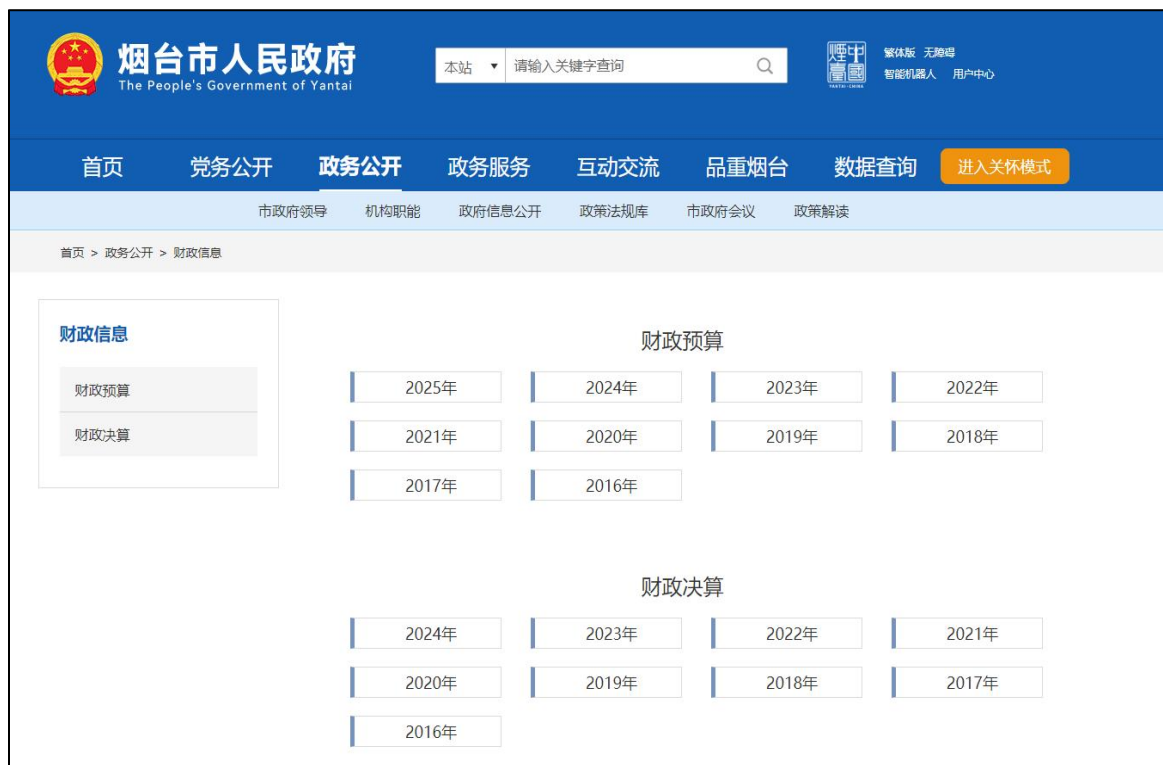 烟台市人民政府
The People's Government of Yantai
本站 请输入关键字查询
繁体版 无障碍
智能机器人 用户中心
首页 党务公开 政务公开 政务服务 互动交流 品重烟台 数据查询 进入关怀模式
市政府领导 机构职能 政府信息公开 政策法规库 市政府会议 政策解读
首页 > 政务公开 > 财政信息
财政信息
财政预算
财政决算
财政预算
2025年 2024年 2023年 2022年
2021年 2020年 2019年 2018年
2017年 2016年
财政决算
2024年 2023年 2022年 2021年
2020年 2019年 2018年 2017年
2016年